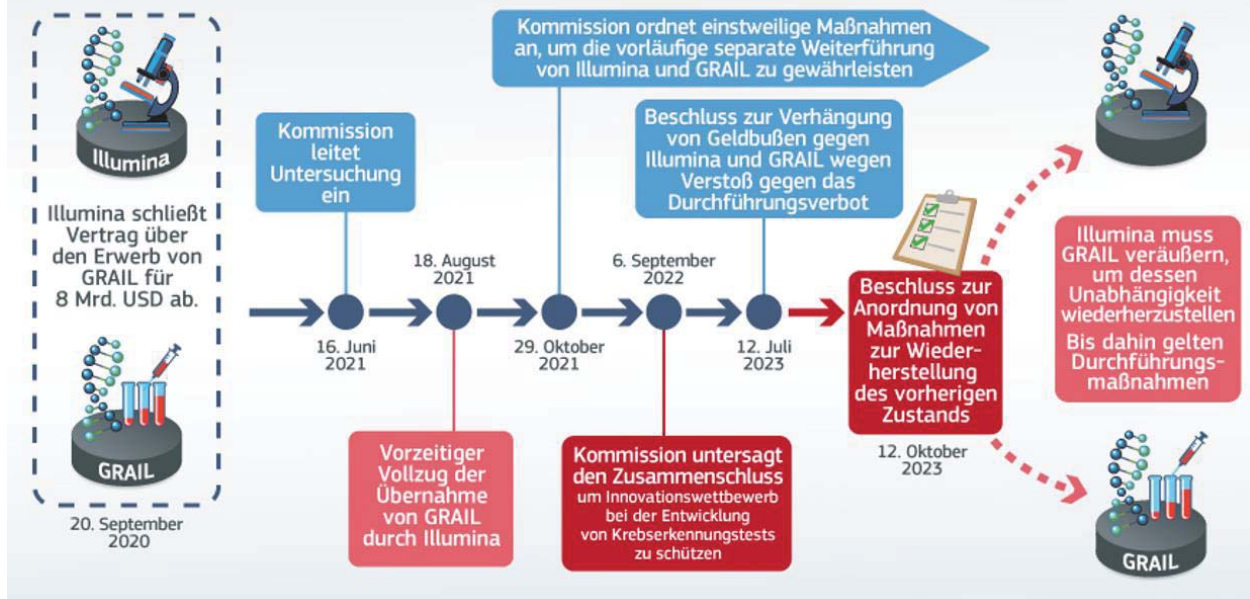 Illumina
Illumina schließt
Vertrag über
den Erwerb von
GRAIL für
8 Mrd. USD ab.
GRAIL
20. September
2020
Kommission
leitet
Untersuchung
ein
16. Juni
2021
18. August
2021
Vorzeitiger
Vollzug der
Übernahme
von GRAIL
durch Illumina
Kommission ordnet einstweilige Maßnahmen
an, um die vorläufige separate Weiterführung
von Illumina und GRAIL zu gewährleisten
29. Oktober
2021
6. September
2022
Kommission untersagt
den Zusammenschluss
um Innovationswettbewerb
bei der Entwicklung
von Krebserkennungstests
zu schützen
Beschluss zur Verhängung
von Geldbußen gegen
Illumina und GRAIL wegen
Verstoß gegen das
Durchführungsverbot
12. Juli
2023
Beschluss zur
Anordnung von
Maßnahmen
zur Wieder-
herstellung
des vorherigen
Zustands
12. Oktober
2023
Illumina muss
GRAIL veräußern,
um dessen
Unabhängigkeit
wiederherzustellen
Bis dahin gelten
Durchführungs-
maßnahmen
GRAIL